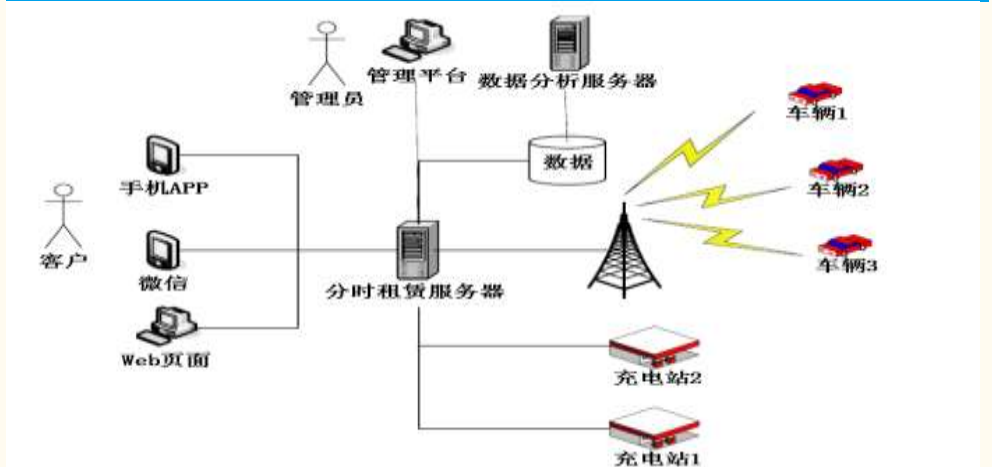 管理员
管理平台
数据分析服务器
车辆1
数据
手机APP
车辆2
客户
微信
车辆3
分时租赁服务器
Web页面
充电站2
充电站1